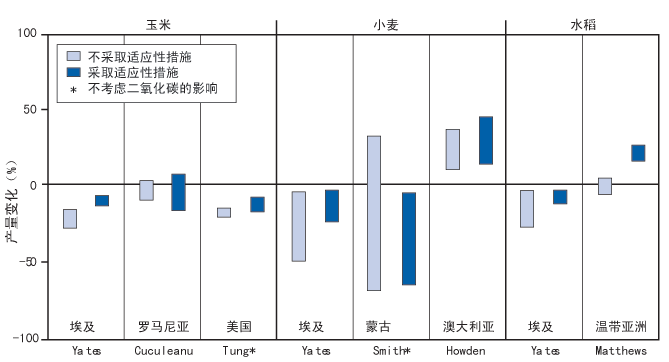 玉米 小麦 水稻
100
不采取适应性措施
采取适应性措施
* 不考虑二氧化碳的影响
50
产量变化（%）
0
-50
埃及 罗马尼亚 美国 埃及 蒙古 澳大利亚 埃及 温带亚洲
-100
Yates Cuculeanu Tung* Yates Smith* Howden Yates Matthews